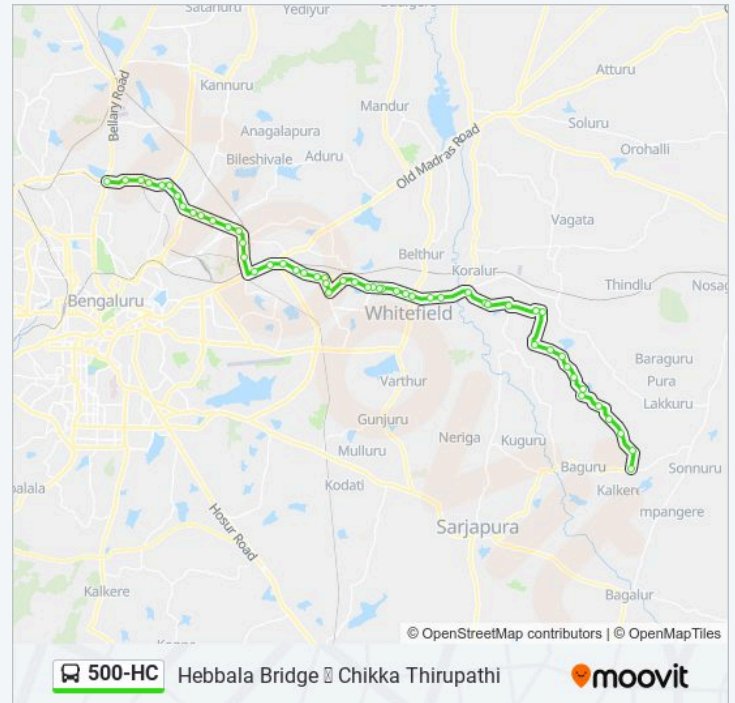 Satanuru
Yediyur
Kannuru
Bellary Road
Atturu
Mandur
Soluru
Anagalapura
Orohalli
Bileshivale
Aduru
Old Madras Road
Vagata
Belthur
Koralur
Thindlu
Nosag
Bengaluru
Whitefield
Baraguru
Varthur
Pura
Lakkuru
Gunjuru
Neriga
Kuguru
Mulluru
Baguru
Sonnuru
palala
Kodati
Kalkere
mpangere
Hosur Road
Sarjapura
Kalkere
Bagalur
© OpenStreetMap contributors | © OpenMapTiles
500-HC Hebbala Bridge Chikka Thirupathi moovit